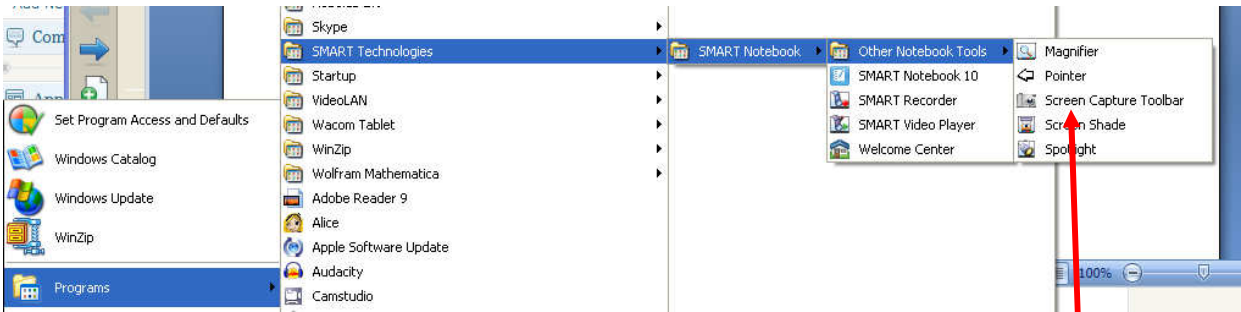 Skype
Com
SMART Technologies
SMART Notebook
Other Notebook Tools
Magnifier
Startup
SMART Notebook 10
Pointer
VideoLAN
SMART Recorder
Screen Capture Toolbar
Set Program Access and Defaults
Wacom Tablet
SMART Video Player
Screen Shade
WinZip
Welcome Center
Spotlight
Windows Catalog
Wolfram Mathematica
Windows Update
Adobe Reader 9
Alice
WinZip
Apple Software Update
Audacity
100%
Programs
Camstudio